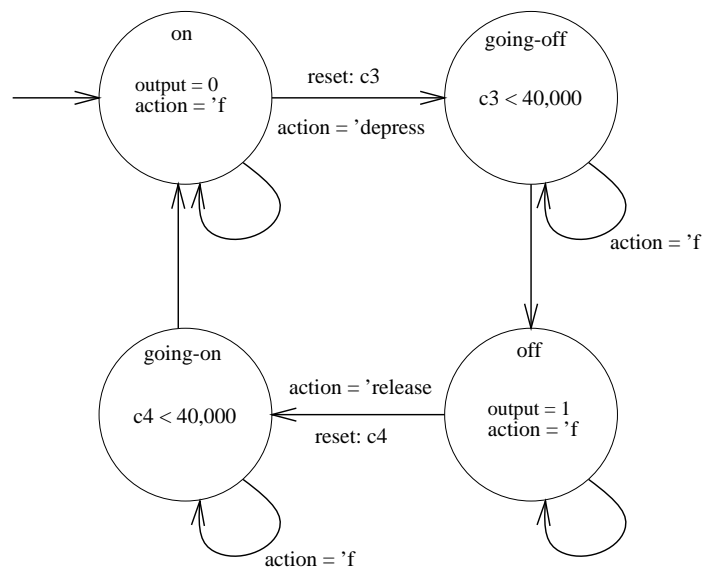 on
output = 0
action = 'f
reset: c3
action = 'depress
going-off
c3 < 40,000
action = 'f
going-on
c4 < 40,000
action = 'release
reset: c4
off
output = 1
action = 'f
action = 'f